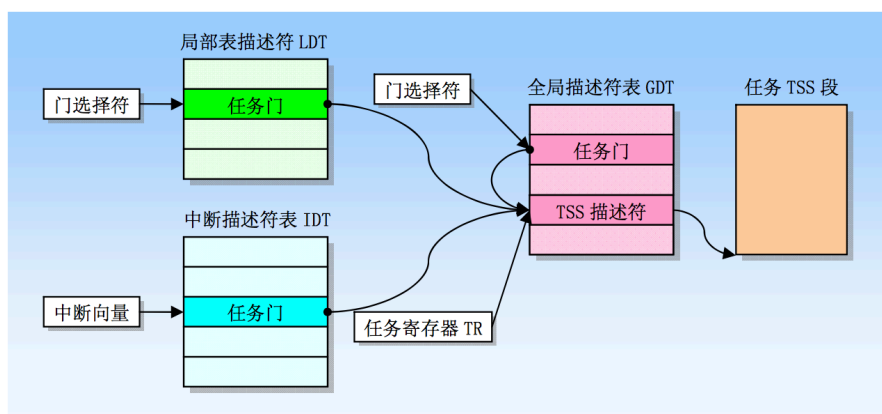 局部表描述符 LDT
门选择符
任务门
门选择符
全局描述符表 GDT
任务门
TSS 描述符
任务 TSS 段
中断描述符表 IDT
中断向量
任务门
任务寄存器 TR